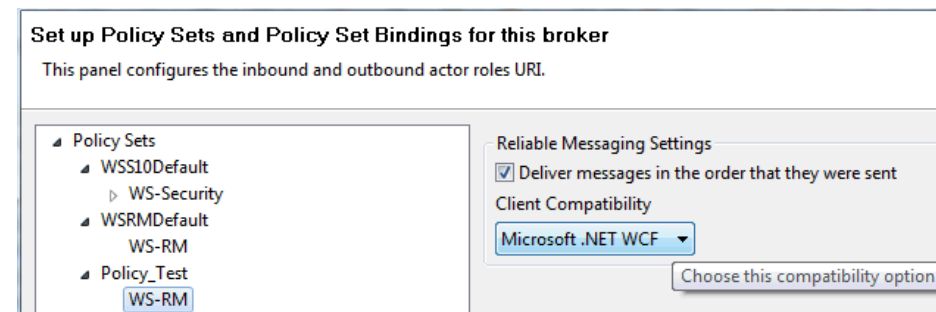 Set up Policy Sets and Policy Set Bindings for this broker
This panel configures the inbound and outbound actor roles URI.
Policy Sets
WSS10Default
WS-Security
WSRMDefault
WS-RM
Policy_Test
WS-RM
Reliable Messaging Settings
Deliver messages in the order that they were sent
Client Compatibility
Microsoft .NET WCF
Choose this compatibility option